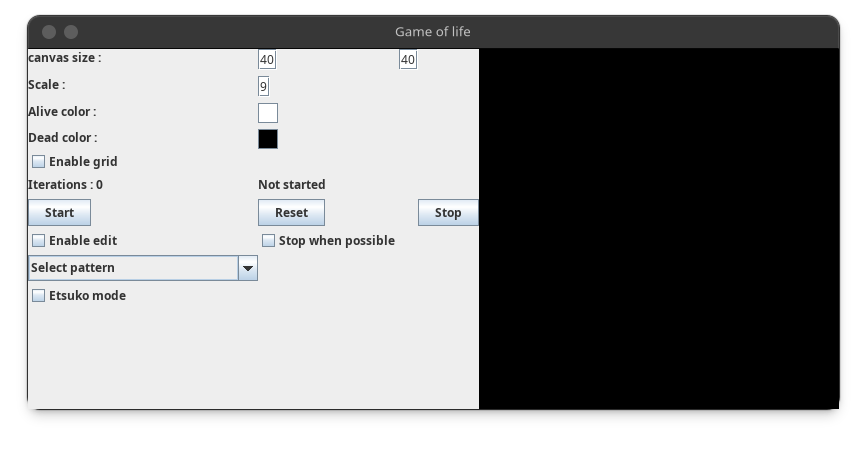 Game of life
canvas size : 40 40
Scale : 9
Alive color :
Dead color :
Enable grid
Iterations : 0 Not started
Start Reset Stop
Enable edit Stop when possible
Select pattern
Etsuko mode